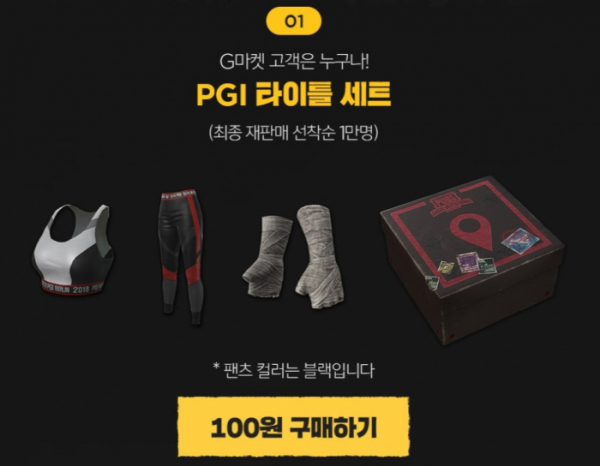 01
G마켓 고객은 누구나!
PGI 타이틀 세트
(최종 재판매 선착순 1만명)
2018
* 팬츠 컬러는 블랙입니다
100원 구매하기